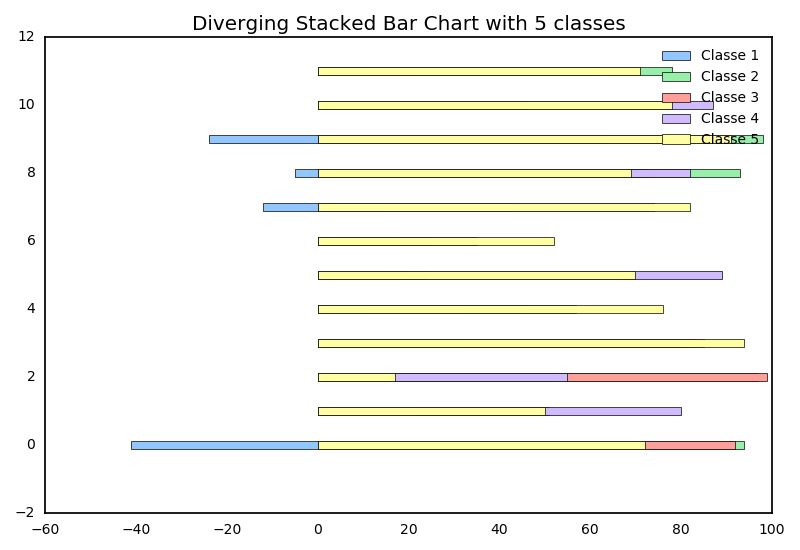 Diverging Stacked Bar Chart with 5 classes
12
10
8
6
4
2
0
−2
Classe 1
Classe 2
Classe 3
Classe 4
Classe 5
−60 −40 −20 0 20 40 60 80 100